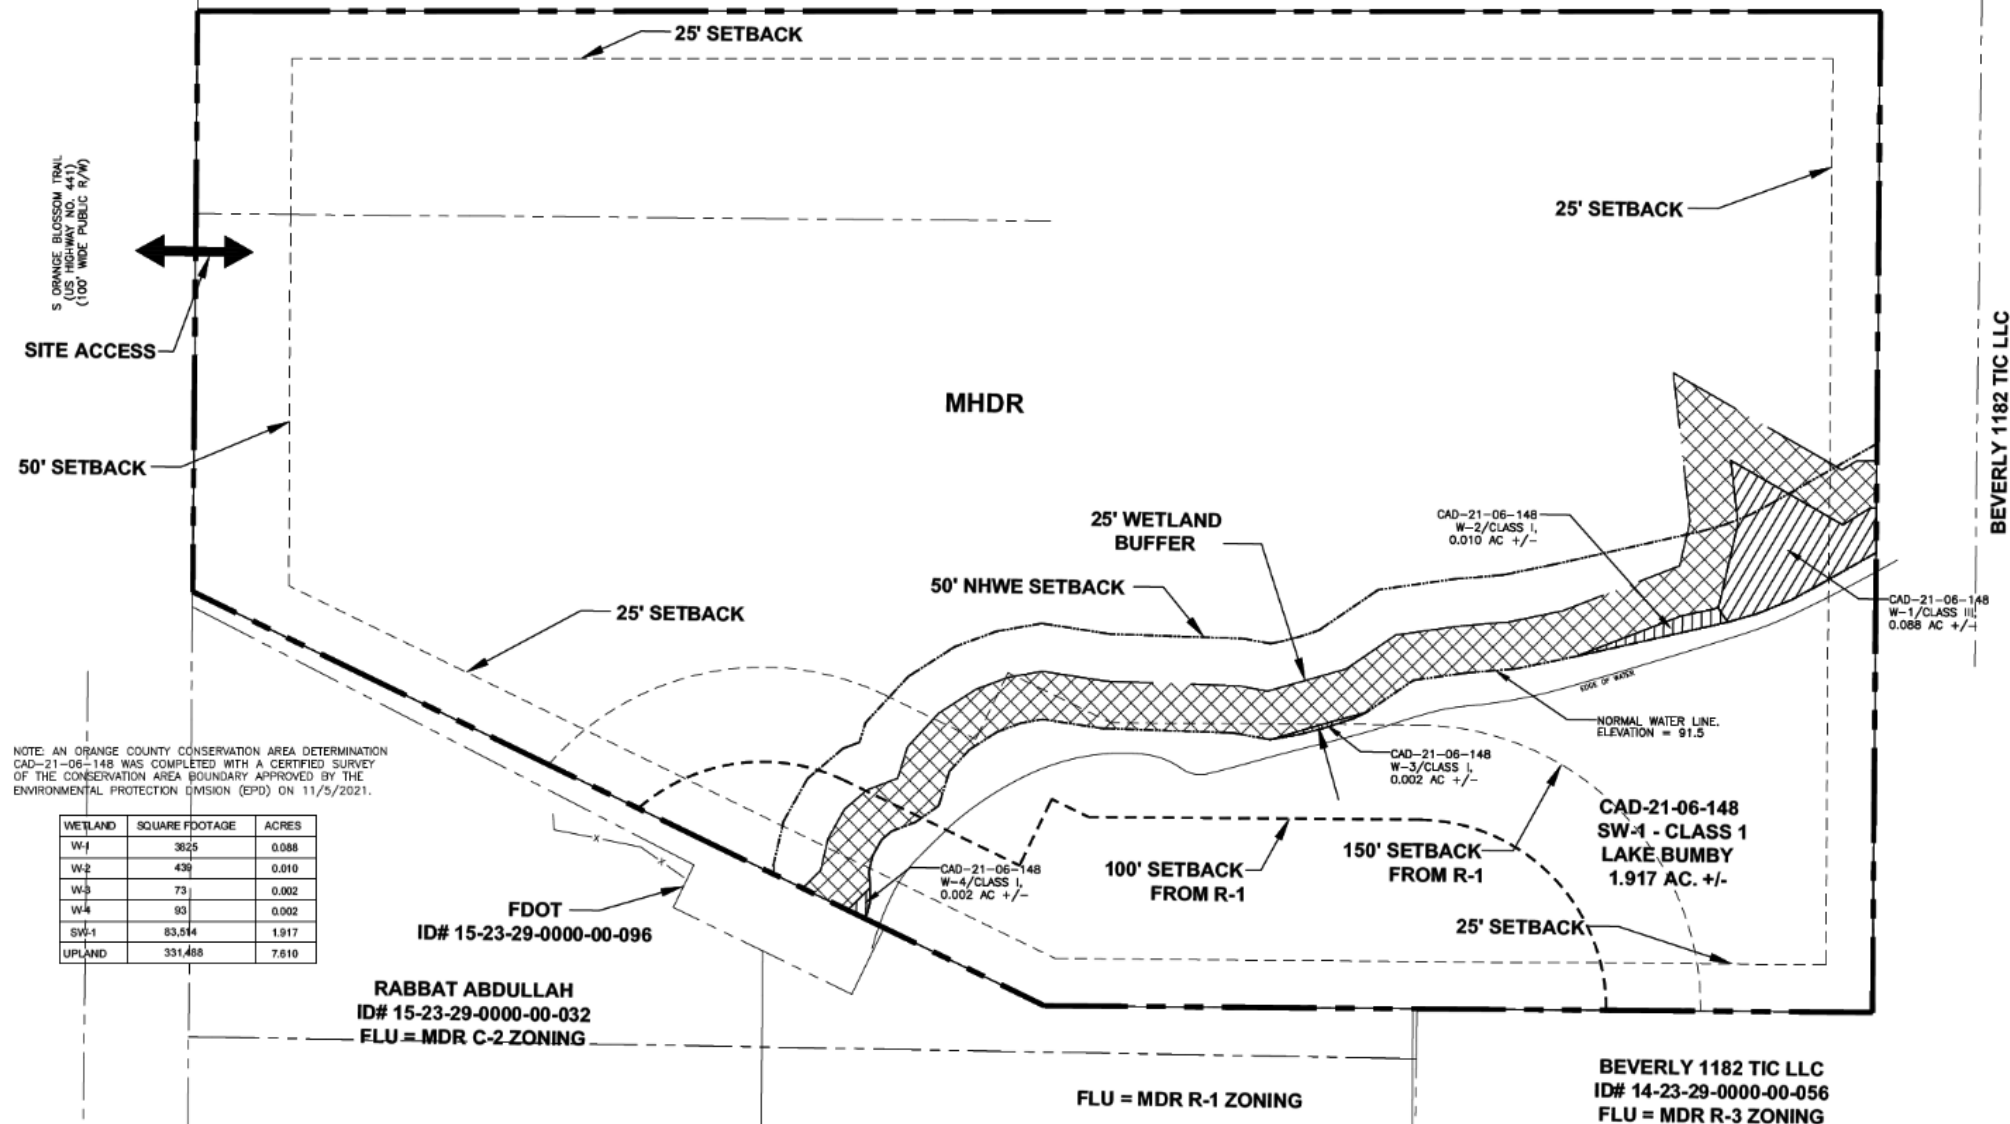 25' SETBACK
S ORANGE BLOSSOM TRAIL
(US HIGHWAY NO. 441)
(100' WIDE PUBLIC R/W)
25' SETBACK
SITE ACCESS
BEVERLY 1182 TIC LLC
MHDR
50' SETBACK
25' WETLAND
BUFFER
CAD-21-06-148
W-2/CLASS I,
0.010 AC +/-
50' NHWE SETBACK
25' SETBACK
CAD-21-06-148
W-1/CLASS III,
0.088 AC +/-
EDGE OF WATER
NORMAL WATER LINE.
ELEVATION = 91.5
NOTE: AN ORANGE COUNTY CONSERVATION AREA DETERMINATION
CAD-21-06-148 WAS COMPLETED WITH A CERTIFIED SURVEY
OF THE CONSERVATION AREA BOUNDARY APPROVED BY THE
ENVIRONMENTAL PROTECTION DIVISION (EPD) ON 11/5/2021.
CAD-21-06-148
W-3/CLASS I,
0.002 AC +/-
CAD-21-06-148
SW-1 - CLASS 1
LAKE BUMBY
1.917 AC. +/-
WETLAND SQUARE FOOTAGE ACRES
W-1 3825 0.088
W-2 439 0.010
W-3 73 0.002
W-4 93 0.002
SW-1 83,514 1.917
UPLAND 331,488 7.610
150' SETBACK
FROM R-1
100' SETBACK
FROM R-1
CAD-21-06-148
W-4/CLASS I,
0.002 AC +/-
x
x
FDOT
ID# 15-23-29-0000-00-096
25' SETBACK
RABBAT ABDULLAH
ID# 15-23-29-0000-00-032
FLU = MDR C-2 ZONING
FLU = MDR R-1 ZONING
BEVERLY 1182 TIC LLC
ID# 14-23-29-0000-00-056
FLU = MDR R-3 ZONING